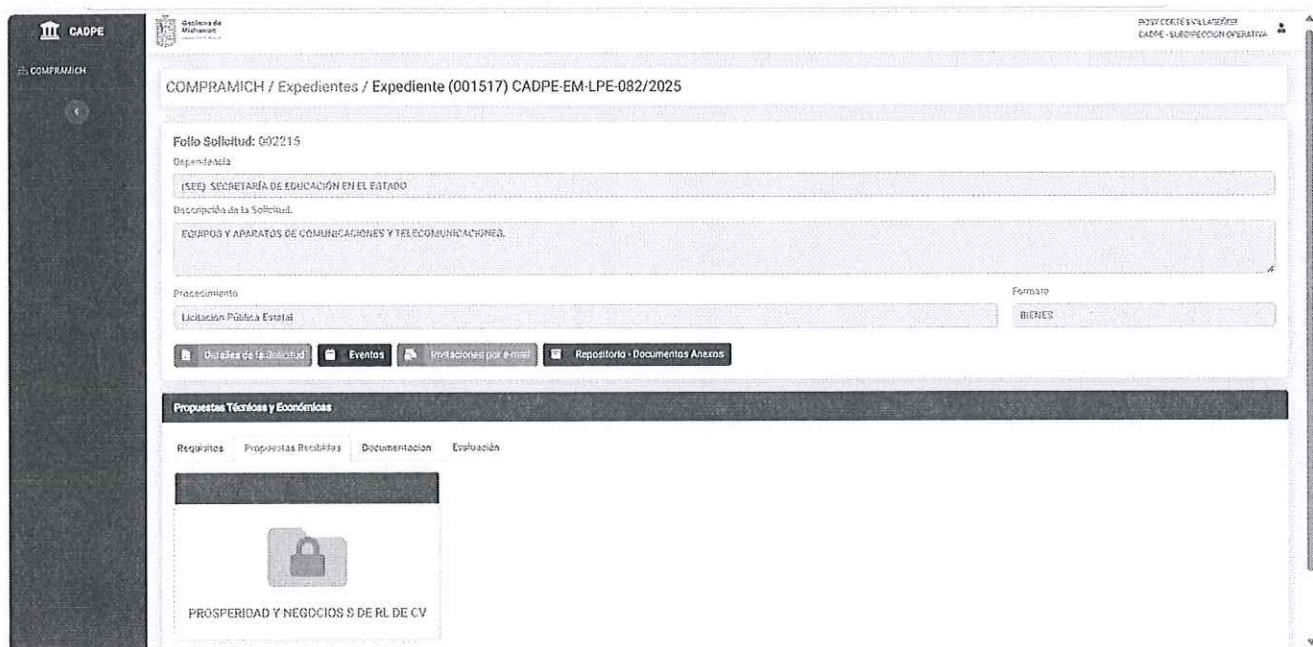 CADPE
Gobierno de
Michoacán
CADPE - SUBDIRECCIÓN OPERATIVA
COMPRAMICH
COMPRAMICH / Expedientes / Expediente (001517) CADPE-EM-LPE-082/2025
Folio Solicitud: 002215
Dependencia
(SEE) SECRETARÍA DE EDUCACIÓN EN EL ESTADO
Descripción de la Solicitud.
EQUIPOS Y APARATOS DE COMUNICACIONES Y TELECOMUNICACIONES.
Procedimiento
Formato
Licitación Pública Estatal
BIENES
Detalles de la Solicitud
Eventos
Invitaciones por e-mail
Repositorio - Documentos Anexos
Propuestas Técnicas y Económicas
Requisitos
Propuestas Recibidas
Documentacion
Evaluación
PROSPERIDAD Y NEGOCIOS S DE RL DE CV